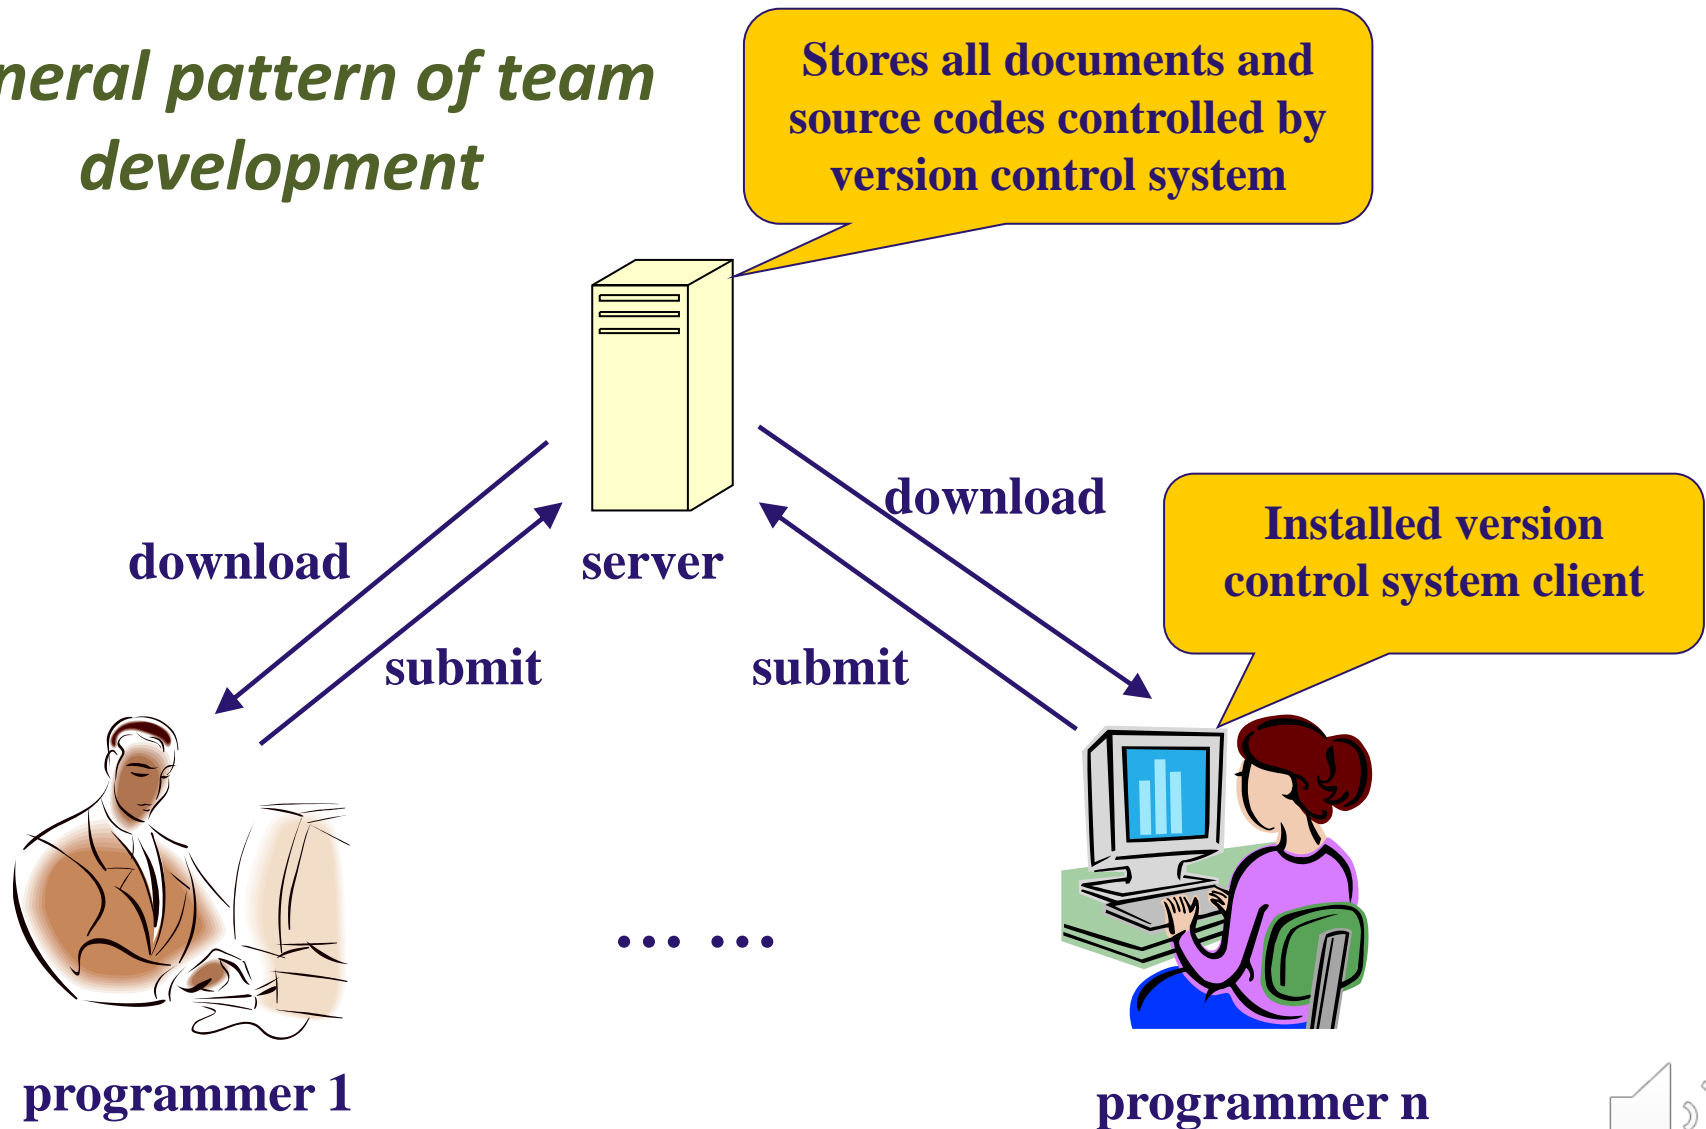 neral pattern of team
development
Stores all documents and
source codes controlled by
version control system
download
Installed version
control system client
download
server
submit
submit
... ...
programmer 1
programmer n